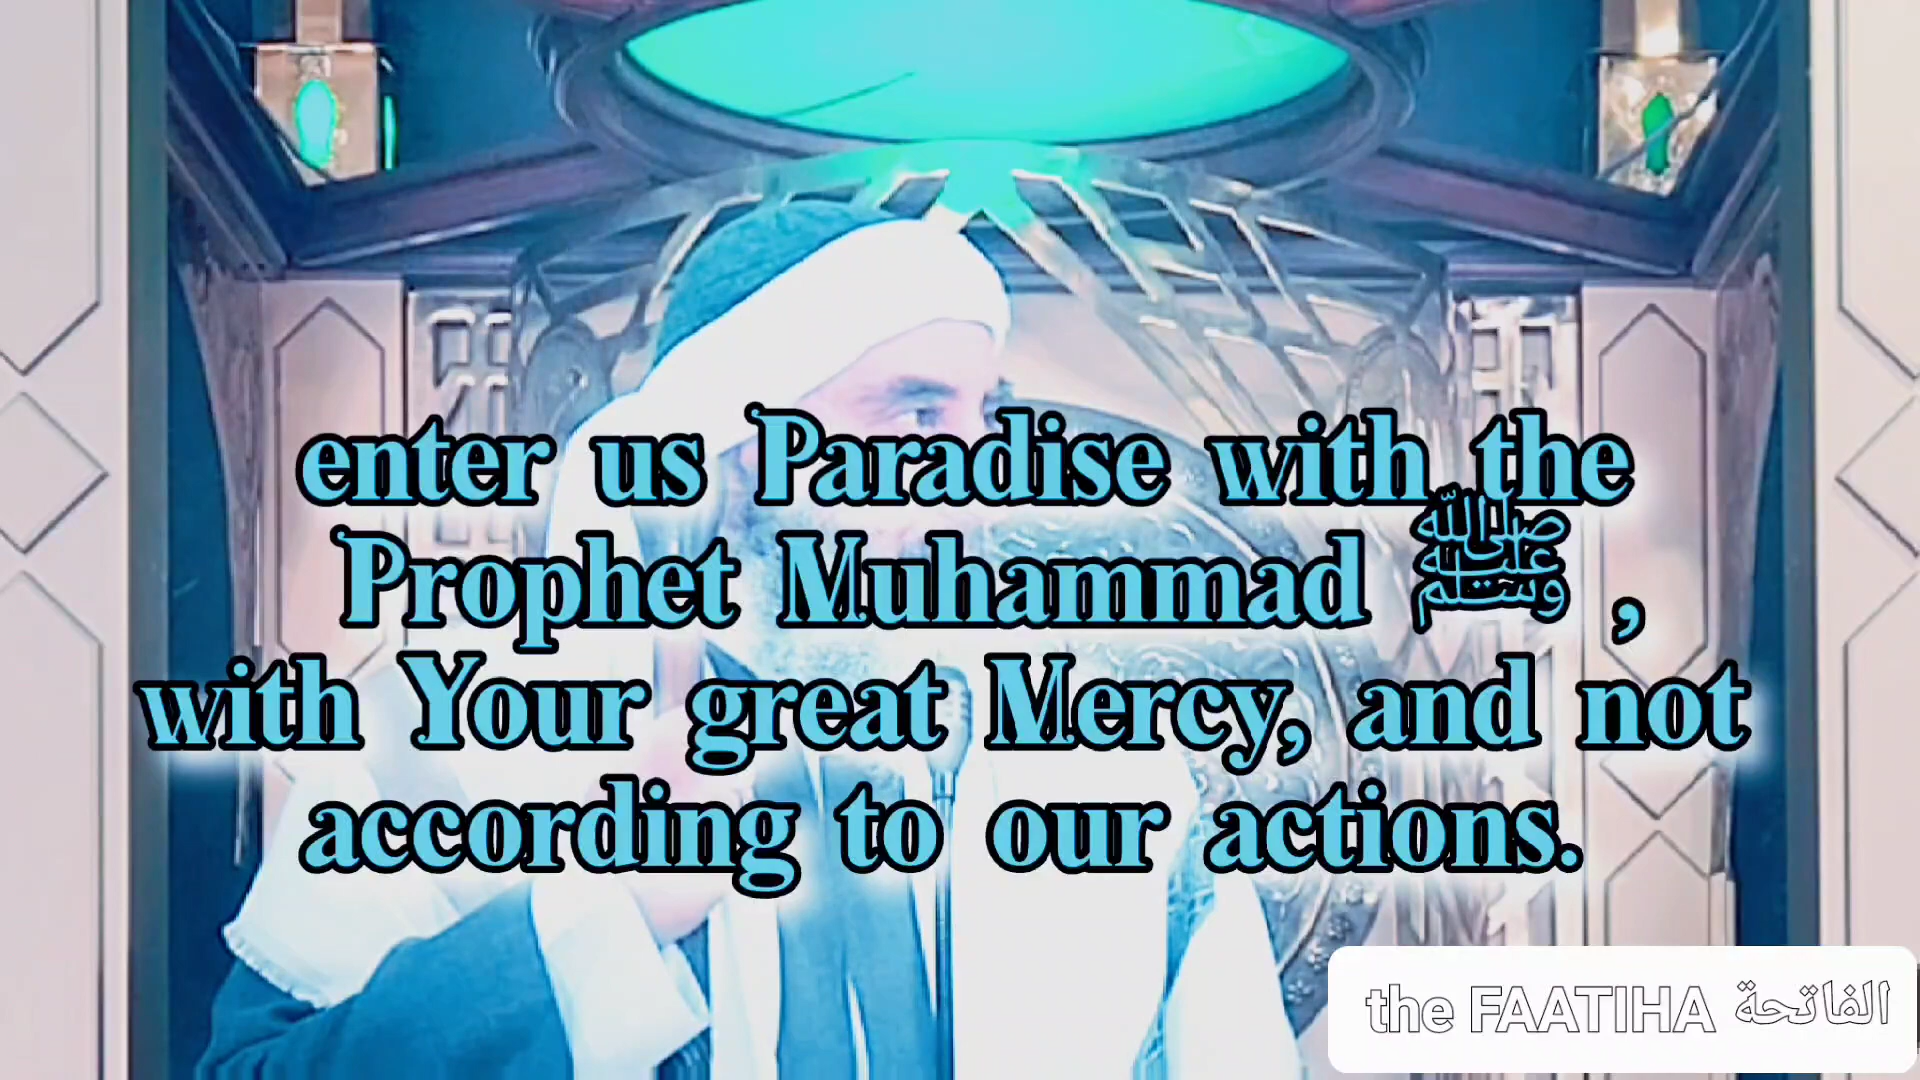 enter us Paradise with the
Prophet Muhammad ﷺ ,
with Your great Mercy, and not
according to our actions.
the FAATIHA الفاتحة